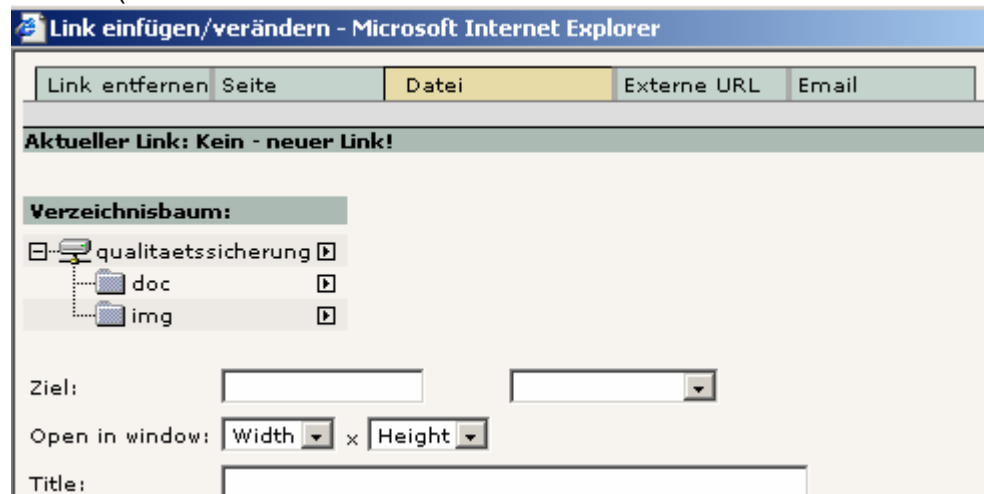 Link einfügen/verändern - Microsoft Internet Explorer
Link entfernen Seite Datei Externe URL Email
Aktueller Link: Kein - neuer Link!
Verzeichnisbaum:
qualitaetssicherung
doc
img
Ziel:
Open in window: Width x Height
Title: